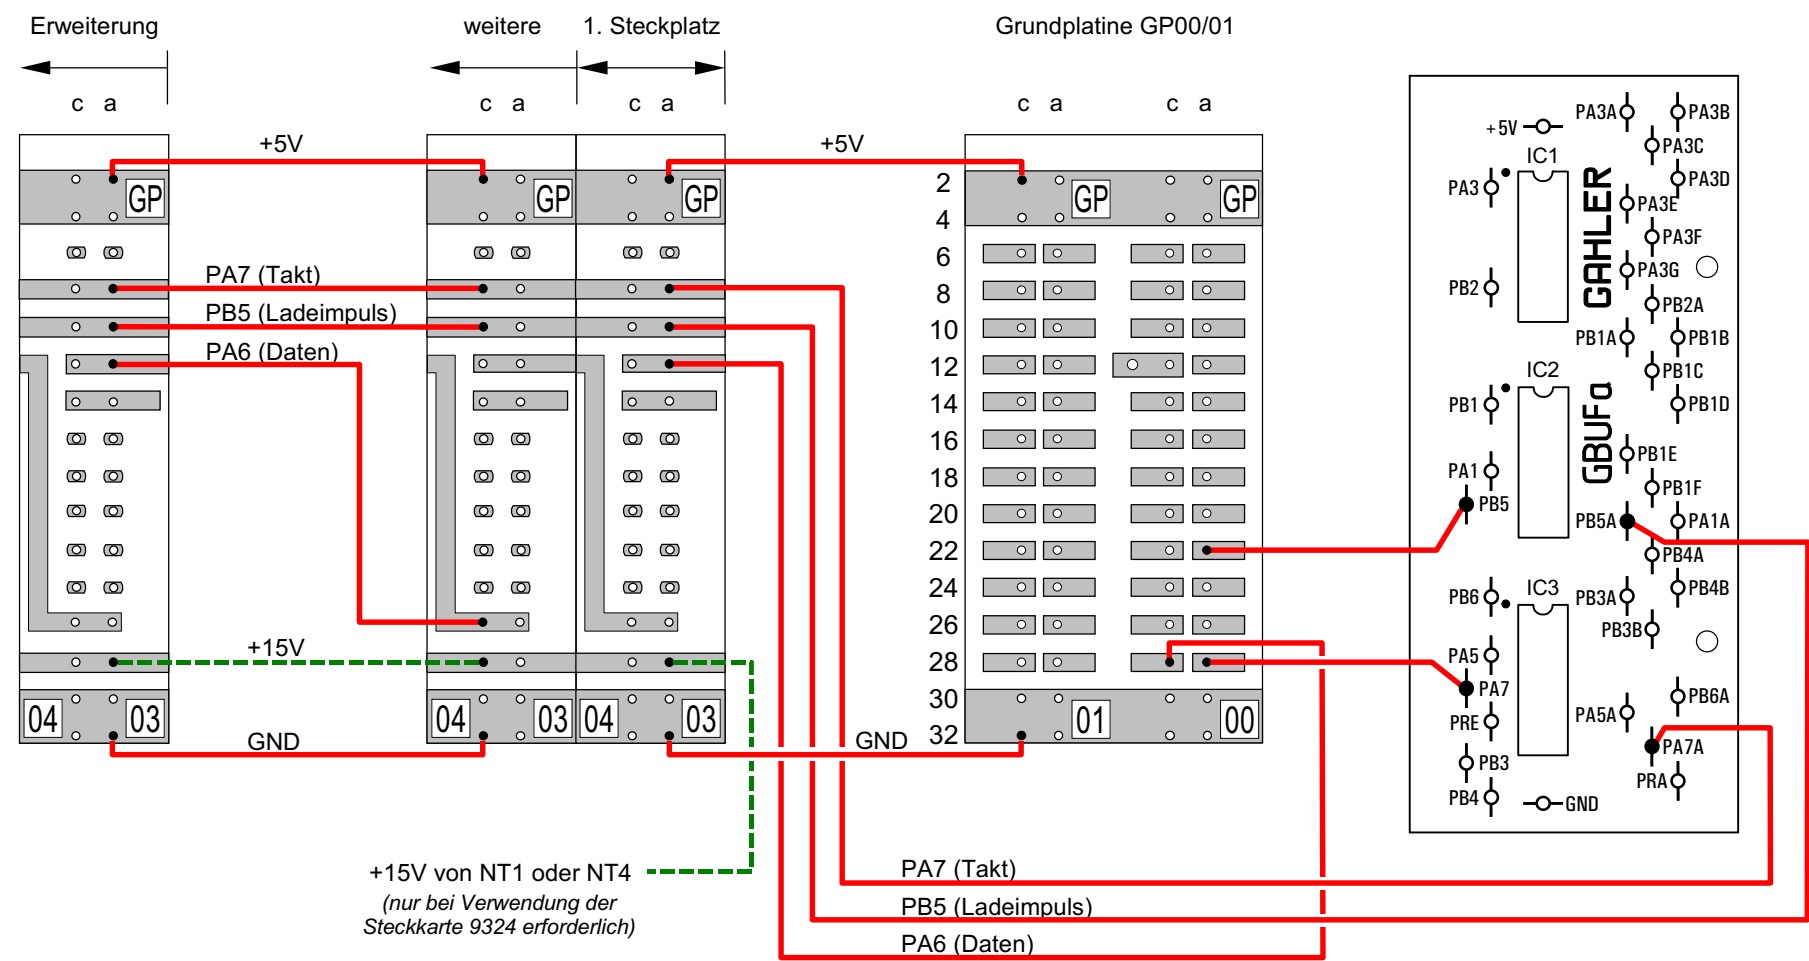 Erweiterung
weitere
1. Steckplatz
Grundplatine GP00/01
c a
c a
c a
c a
c a
+5V
+5V
GP
GP
GP
GP
GP
2
4
6
8
10
12
14
16
18
20
22
24
26
28
30
32
PA7 (Takt)
PB5 (Ladeimpuls)
PA6 (Daten)
+15V
04
03
04
03
04
03
01
00
GND
GND
+15V von NT1 oder NT4
(nur bei Verwendung der
Steckkarte 9324 erforderlich)
PA7 (Takt)
PB5 (Ladeimpuls)
PA6 (Daten)
+5V
IC1
PA3
PB2
IC2
PB1
PA1
PB5
IC3
PB6
PA5
PA7
PRE
PB3
PB4
GND
GAHLER
GBUFa
PA3A
PA3B
PA3C
PA3D
PA3E
PA3F
PA3G
PB2A
PB1A
PB1B
PB1C
PB1D
PB1E
PB1F
PB5A
PA1A
PB4A
PB4B
PB3A
PB3B
PB6A
PA5A
PA7A
PRA